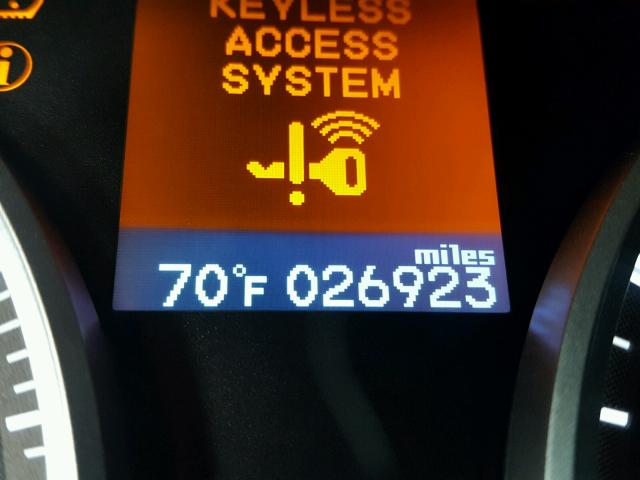 KEYLESS
ACCESS
SYSTEM
miles
70°F 026923